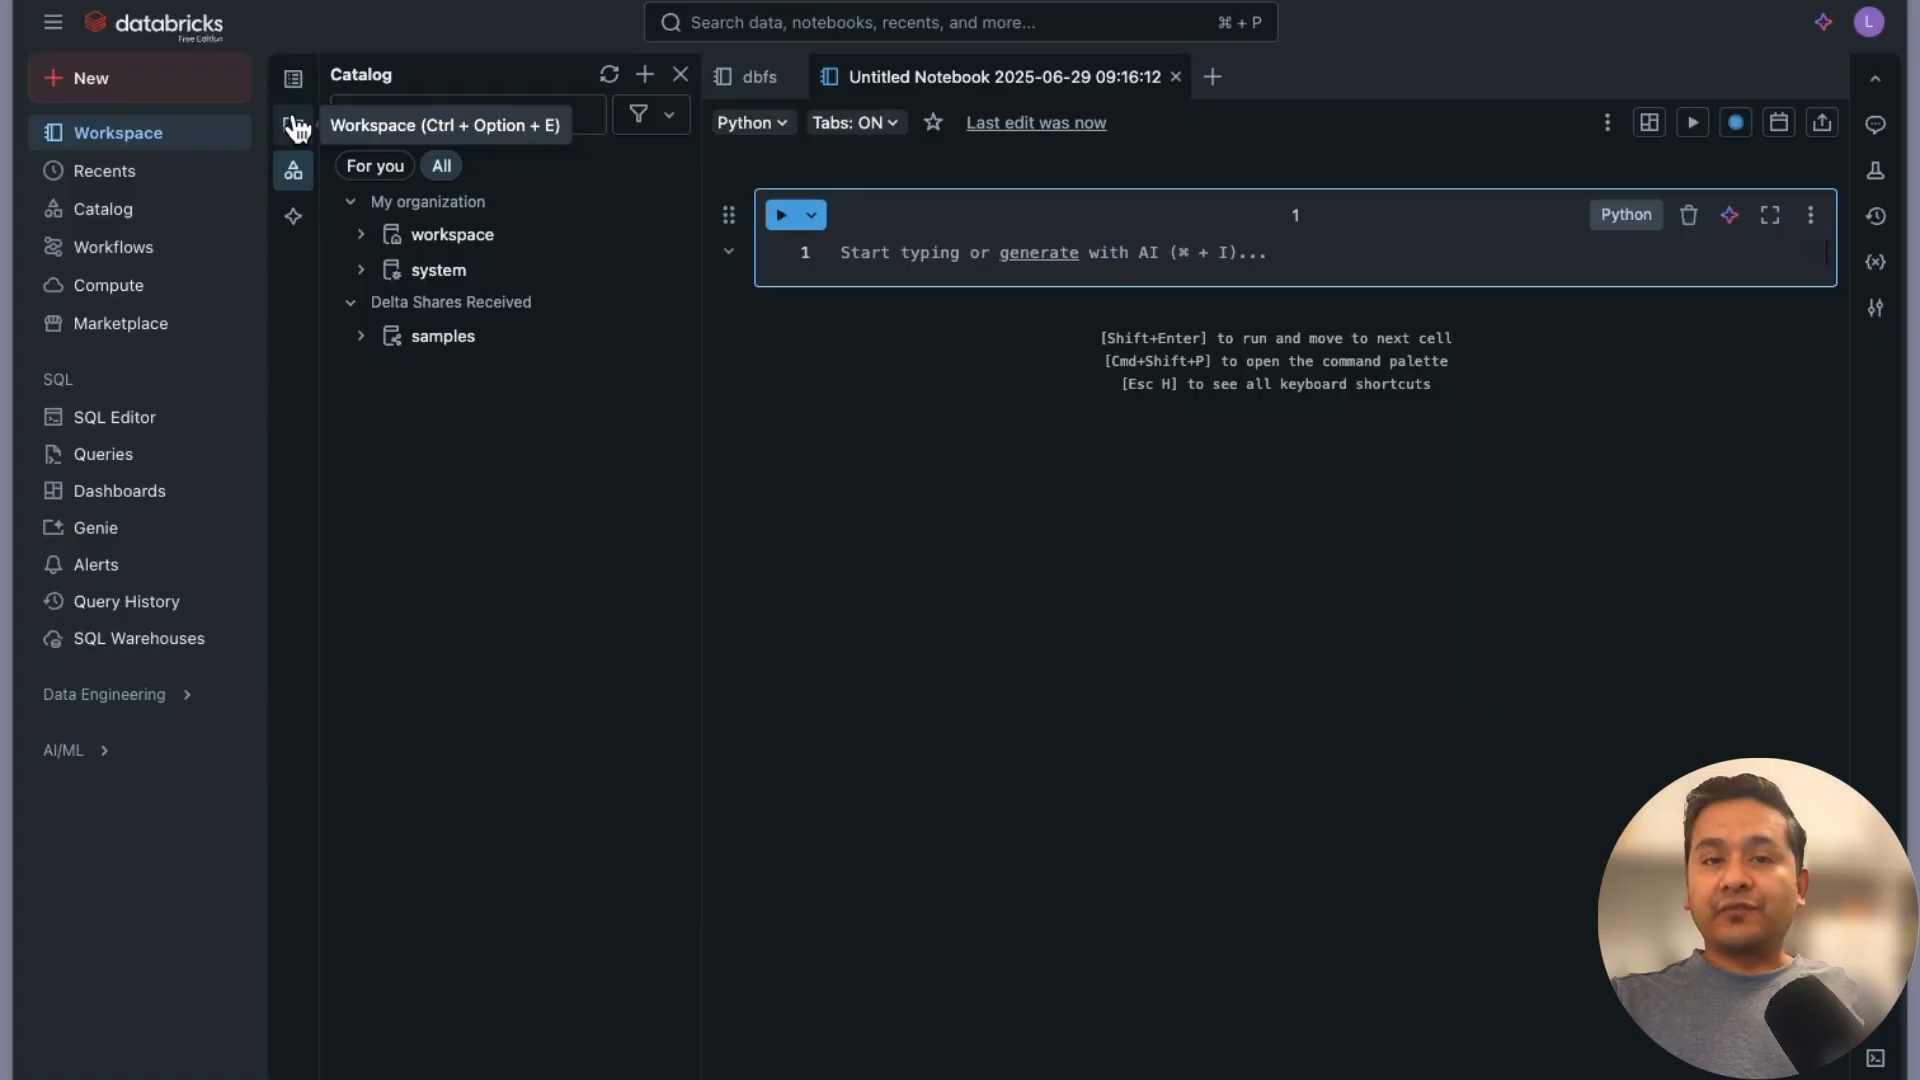 databricks
Free Edition
Search data, notebooks, recents, and more...
⌘ + P
L
New
Workspace
Recents
Catalog
Workflows
Compute
Marketplace
SQL
SQL Editor
Queries
Dashboards
Genie
Alerts
Query History
SQL Warehouses
Data Engineering
AI/ML
Catalog
Workspace (Ctrl + Option + E)
For you
All
My organization
workspace
system
Delta Shares Received
samples
dbfs
Untitled Notebook 2025-06-29 09:16:12
Python
Tabs: ON
Last edit was now
1
Python
1
Start typing or generate with AI (⌘ + I)...
[Shift+Enter] to run and move to next cell
[Cmd+Shift+P] to open the command palette
[Esc H] to see all keyboard shortcuts